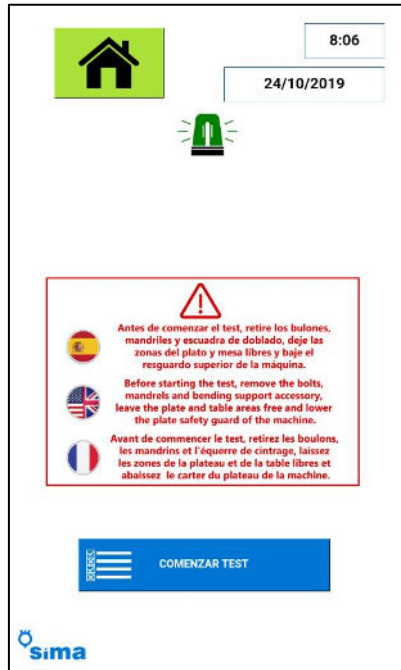 8:06
24/10/2019
Antes de comenzar el test, retire los bulones,
mandriles y escuadra de doblado, deje las
zonas del plato y mesa libres y baje el
resguardo superior de la máquina.
Before starting the test, remove the bolts,
mandrels and bending support accessory,
leave the plate and table areas free and lower
the plate safety guard of the machine.
Avant de commencer le test, retirez les boulons,
les mandrins et l'équerre de cintrage, laissez
les zones de la plateau et de la table libres et
abaissez le carter du plateau de la machine.
COMENZAR TEST
sima